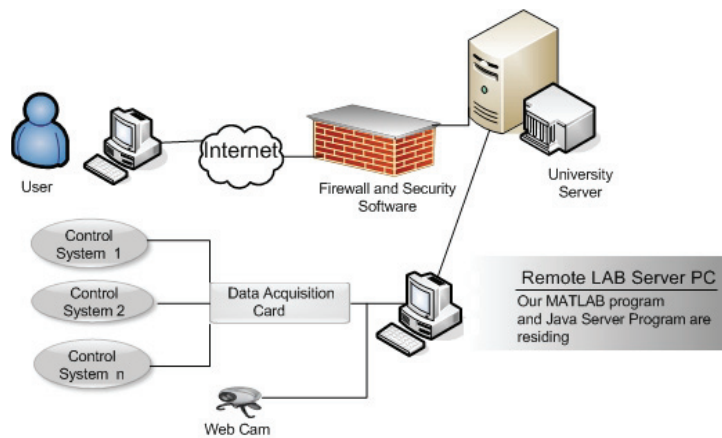 Internet
User
Firewall and Security
Software
University
Server
Control
System 1
Control
System 2
Control
System n
Data Acquisition
Card
Web Cam
Remote LAB Server PC
Our MATLAB program
and Java Server Program are
residing